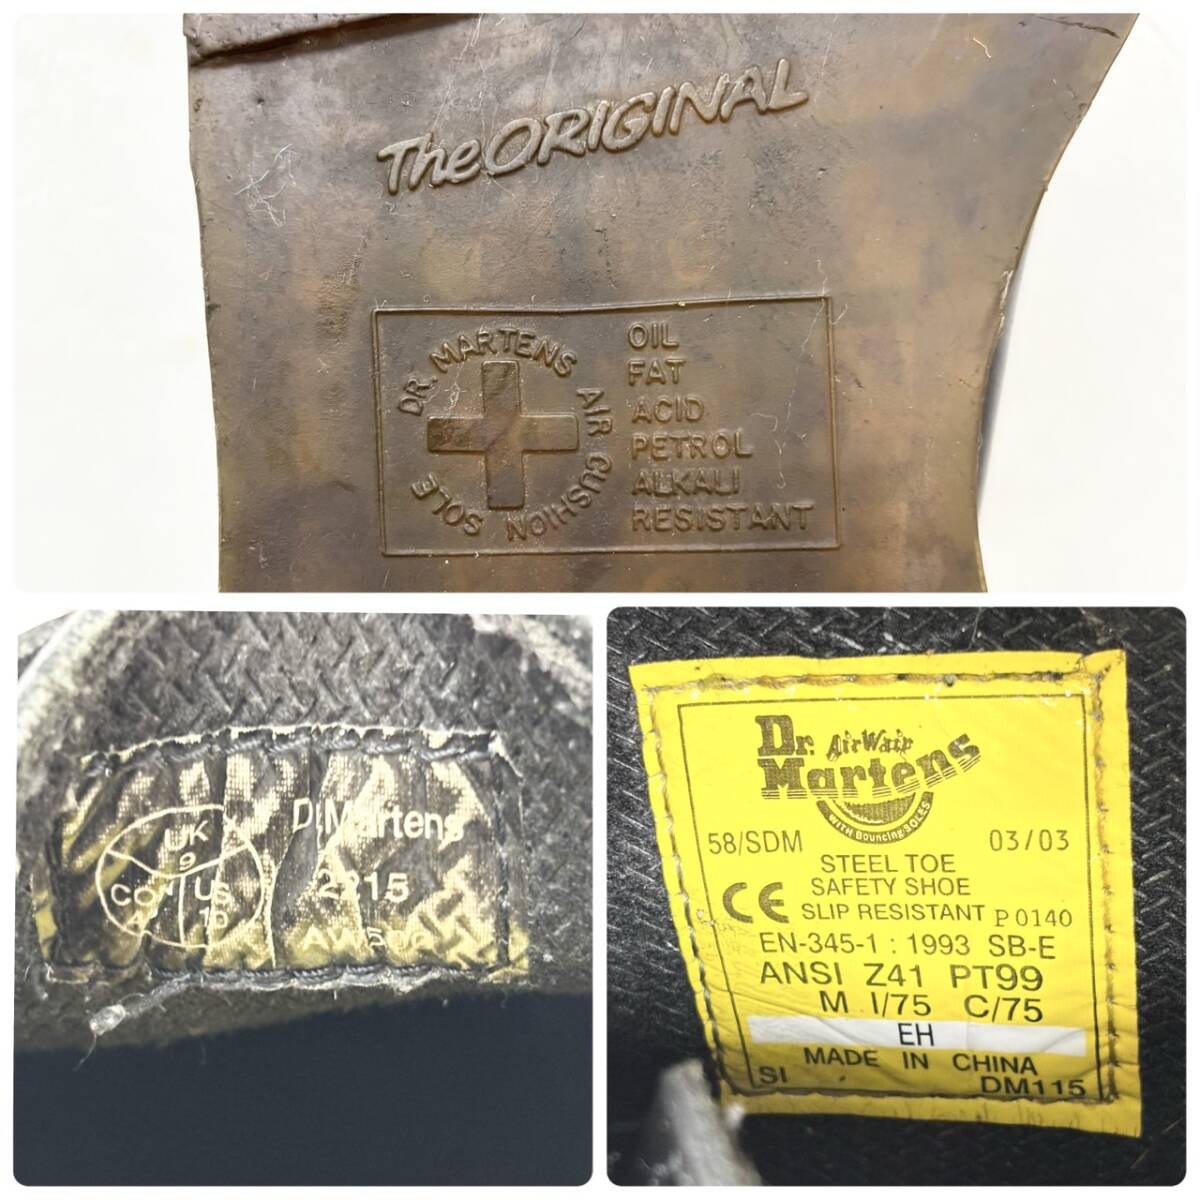 The ORIGINAL
DR. MARTENS AIR CUSHION SOLE
OIL
FAT
ACID
PETROL
ALKALI
RESISTANT
UK
9
US
10
Dr.Martens
Dr. AirWair
Martens
WITH Bouncing SOLES
58/SDM 03/03
STEEL TOE
SAFETY SHOE
CE SLIP RESISTANT P0140
EN-345-1 : 1993 SB-E
ANSI Z41 PT99
M I/75 C/75
EH
MADE IN CHINA
SI DM115